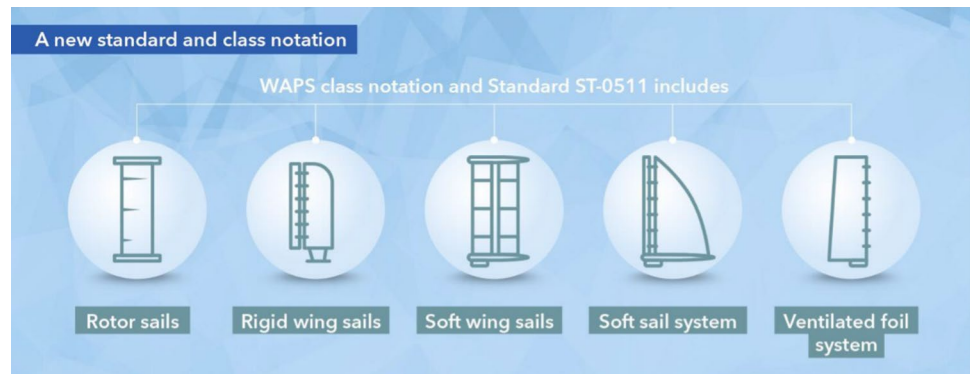 A new standard and class notation
WAPS class notation and Standard ST-0511 includes
Rotor sails
Rigid wing sails
Soft wing sails
Soft sail system
Ventilated foil
system